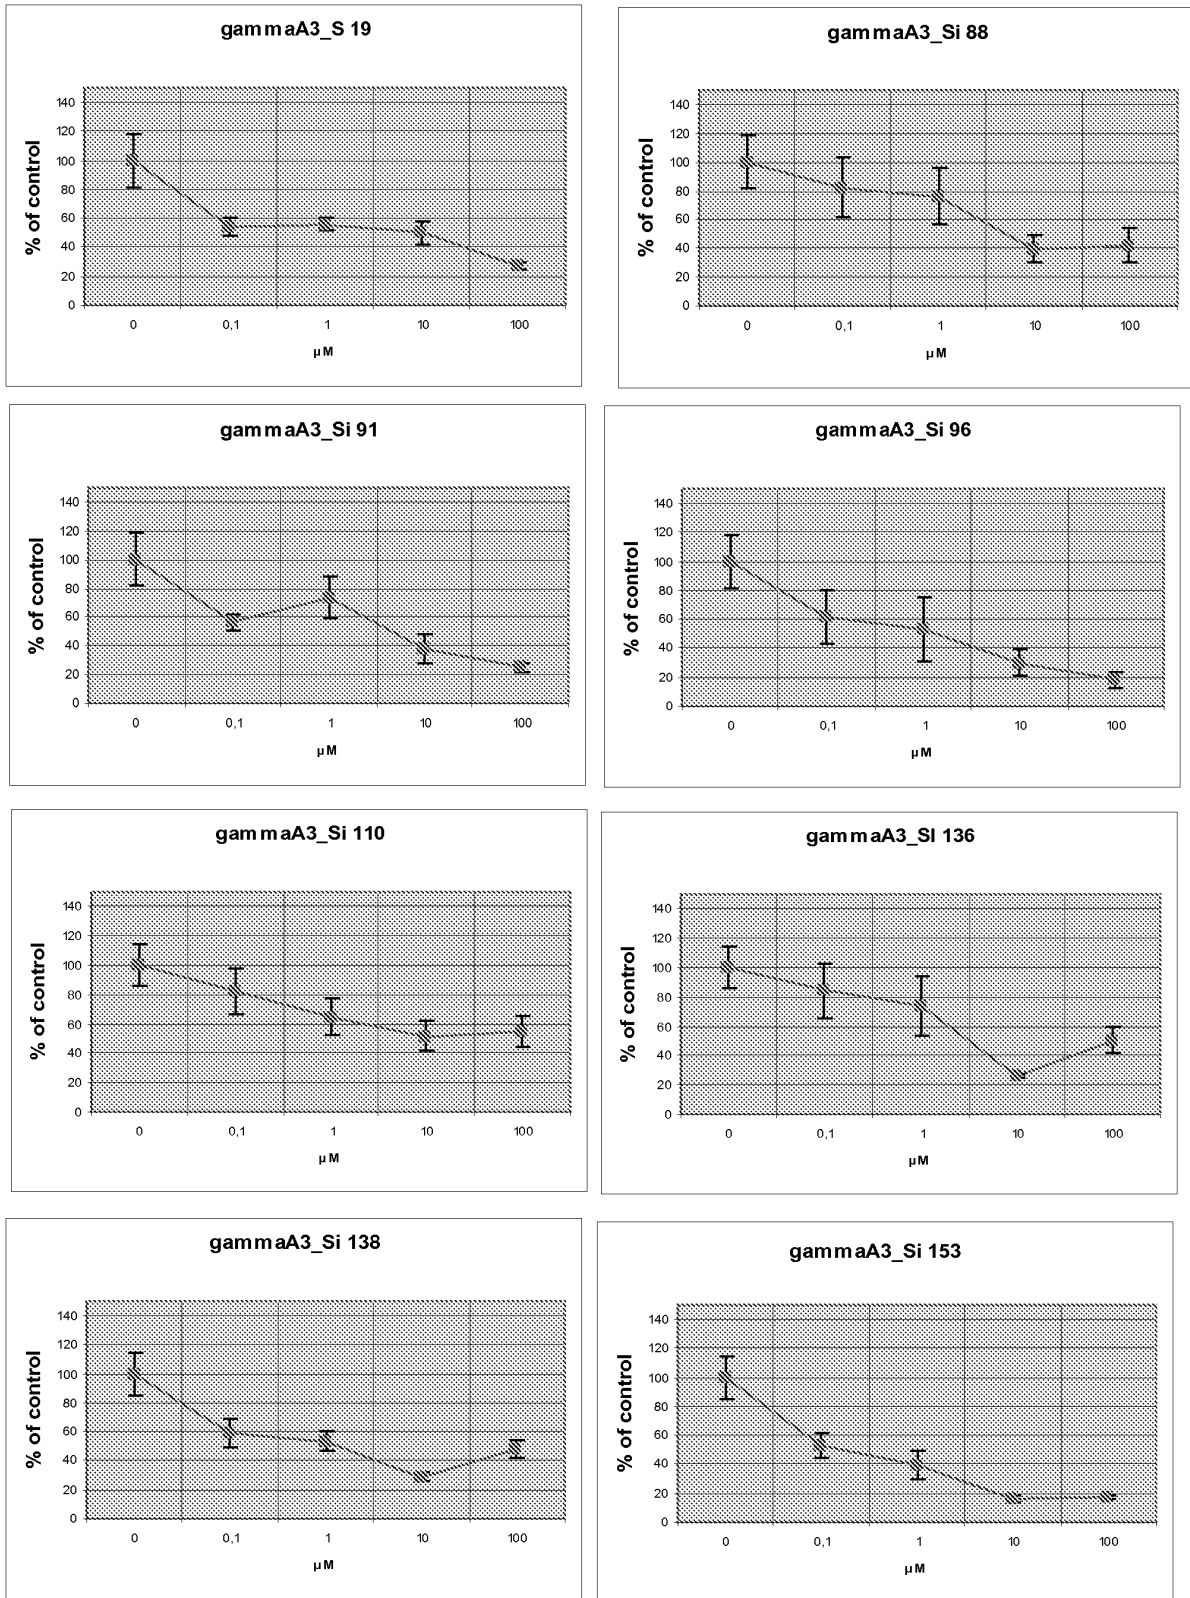 gammaA3_S 19
% of control
140
120
100
80
60
40
20
0
0 0,1 1 10 100
µM
gammaA3_Si 88
% of control
140
120
100
80
60
40
20
0
0 0,1 1 10 100
µM
gammaA3_Si 91
% of control
140
120
100
80
60
40
20
0
0 0,1 1 10 100
µM
gammaA3_Si 96
% of control
140
120
100
80
60
40
20
0
0 0,1 1 10 100
µM
gammaA3_Si 110
% of control
140
120
100
80
60
40
20
0
0 0,1 1 10 100
µM
gammaA3_SI 136
% of control
140
120
100
80
60
40
20
0
0 0,1 1 10 100
µM
gammaA3_Si 138
% of control
140
120
100
80
60
40
20
0
0 0,1 1 10 100
µM
gammaA3_Si 153
% of control
140
120
100
80
60
40
20
0
0 0,1 1 10 100
µM